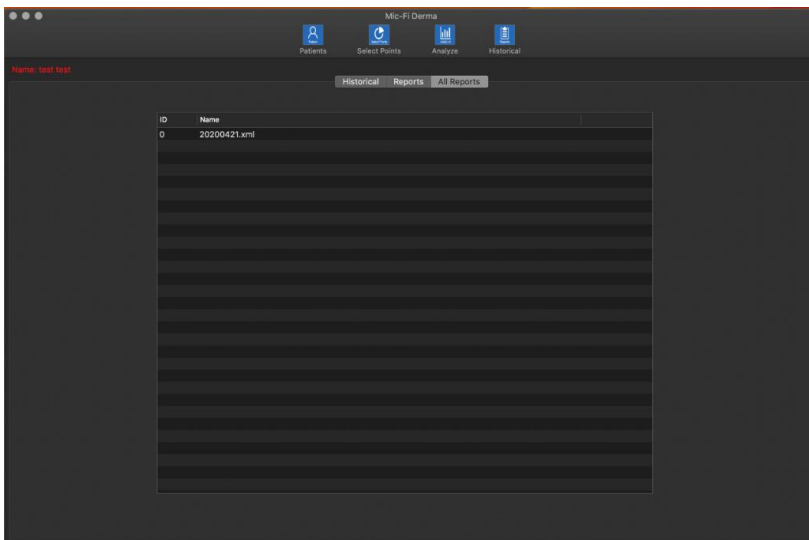 Mic-Fi Derma
Patients Select Points Analyze Historical
Name: test test
Historical Reports All Reports
ID Name
0 20200421.xml